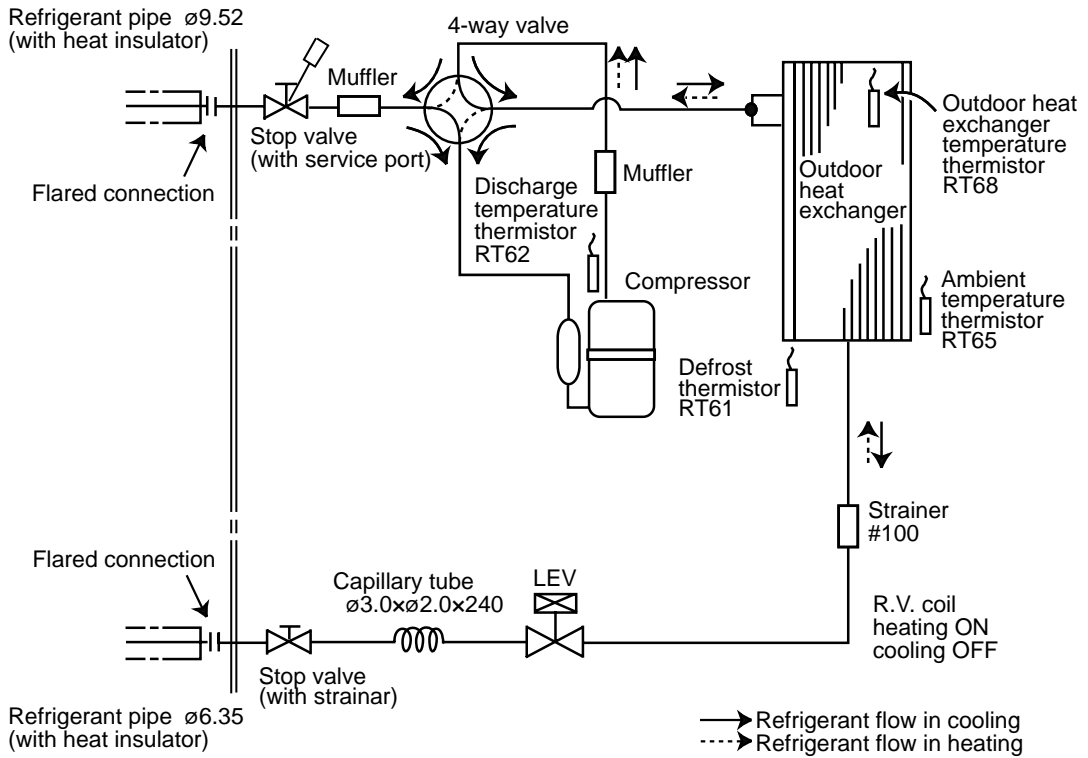 Refrigerant pipe ø9.52
(with heat insulator)
4-way valve
Muffler
Stop valve
(with service port)
Flared connection
Outdoor heat
exchanger
temperature
thermistor
RT68
Outdoor
heat
exchanger
Muffler
Discharge
temperature
thermistor
RT62
Compressor
Ambient
temperature
thermistor
RT65
Defrost
thermistor
RT61
Strainer
#100
Flared connection
Capillary tube
ø3.0×ø2.0×240
LEV
R.V. coil
heating ON
cooling OFF
Stop valve
(with strainar)
Refrigerant pipe ø6.35
(with heat insulator)
Refrigerant flow in cooling
Refrigerant flow in heating